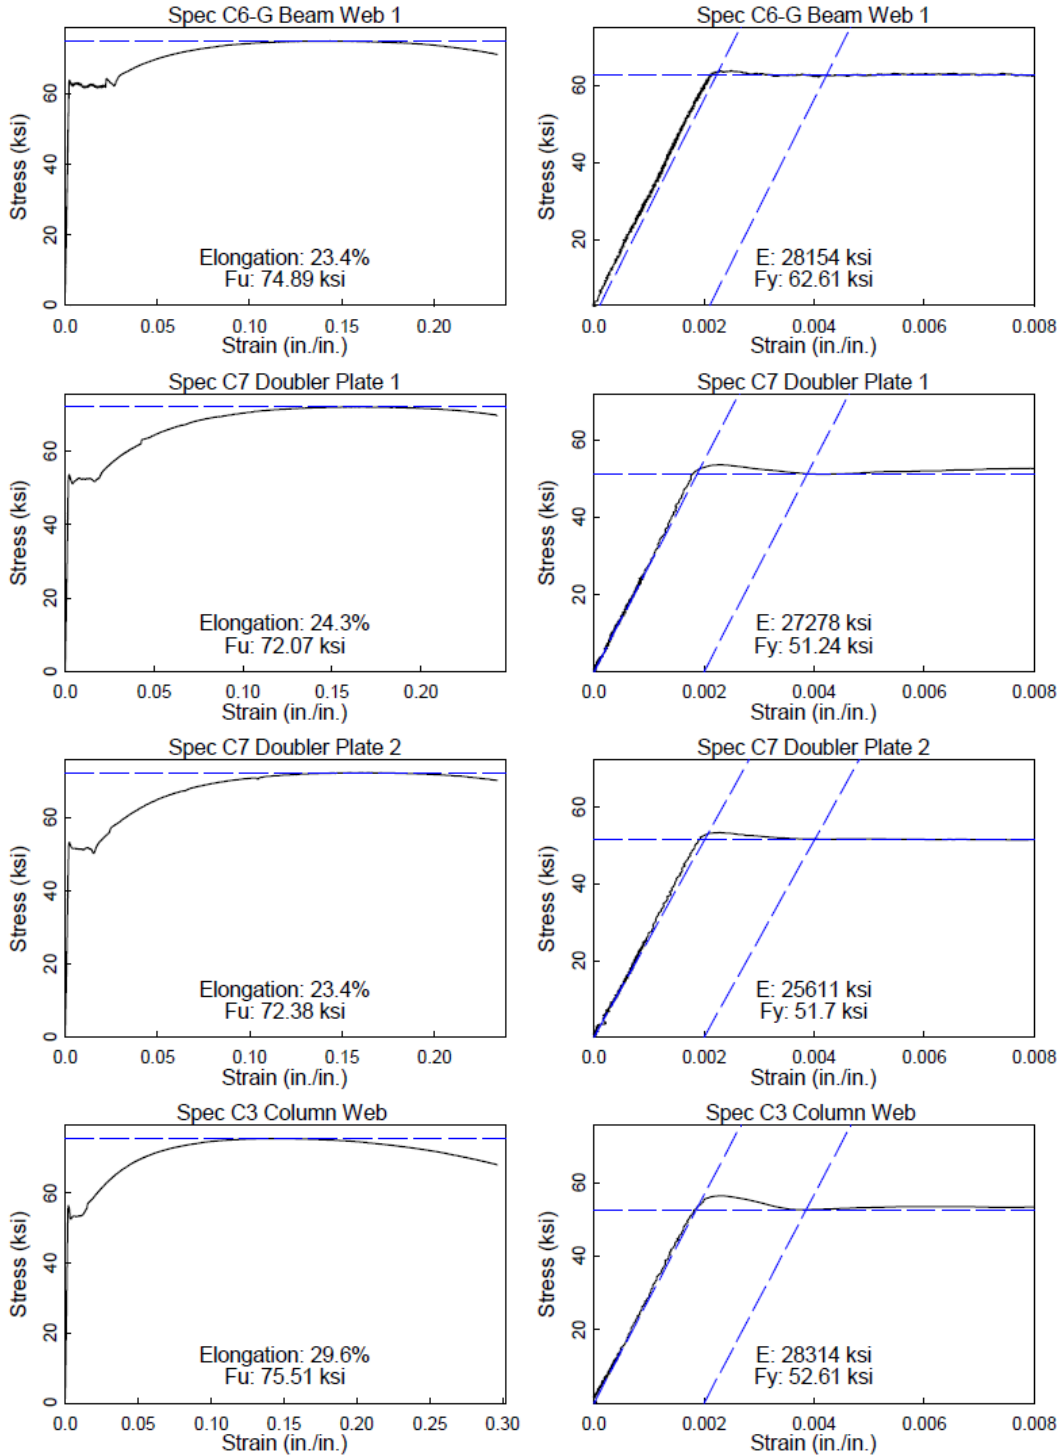 Spec C6-G Beam Web 1
Stress (ksi)
0 20 40 60
Elongation: 23.4%
Fu: 74.89 ksi
0.0 0.05 0.10 0.15 0.20
Strain (in./in.)
Spec C6-G Beam Web 1
Stress (ksi)
20 40 60
E: 28154 ksi
Fy: 62.61 ksi
0.0 0.002 0.004 0.006 0.008
Strain (in./in.)
Spec C7 Doubler Plate 1
Stress (ksi)
0 20 40 60
Elongation: 24.3%
Fu: 72.07 ksi
0.0 0.05 0.10 0.15 0.20
Strain (in./in.)
Spec C7 Doubler Plate 1
Stress (ksi)
20 40 60
E: 27278 ksi
Fy: 51.24 ksi
0.0 0.002 0.004 0.006 0.008
Strain (in./in.)
Spec C7 Doubler Plate 2
Stress (ksi)
0 20 40 60
Elongation: 23.4%
Fu: 72.38 ksi
0.0 0.05 0.10 0.15 0.20
Strain (in./in.)
Spec C7 Doubler Plate 2
Stress (ksi)
20 40 60
E: 25611 ksi
Fy: 51.7 ksi
0.0 0.002 0.004 0.006 0.008
Strain (in./in.)
Spec C3 Column Web
Stress (ksi)
0 20 40 60
Elongation: 29.6%
Fu: 75.51 ksi
0.0 0.05 0.10 0.15 0.20 0.25 0.30
Strain (in./in.)
Spec C3 Column Web
Stress (ksi)
20 40 60
E: 28314 ksi
Fy: 52.61 ksi
0.0 0.002 0.004 0.006 0.008
Strain (in./in.)